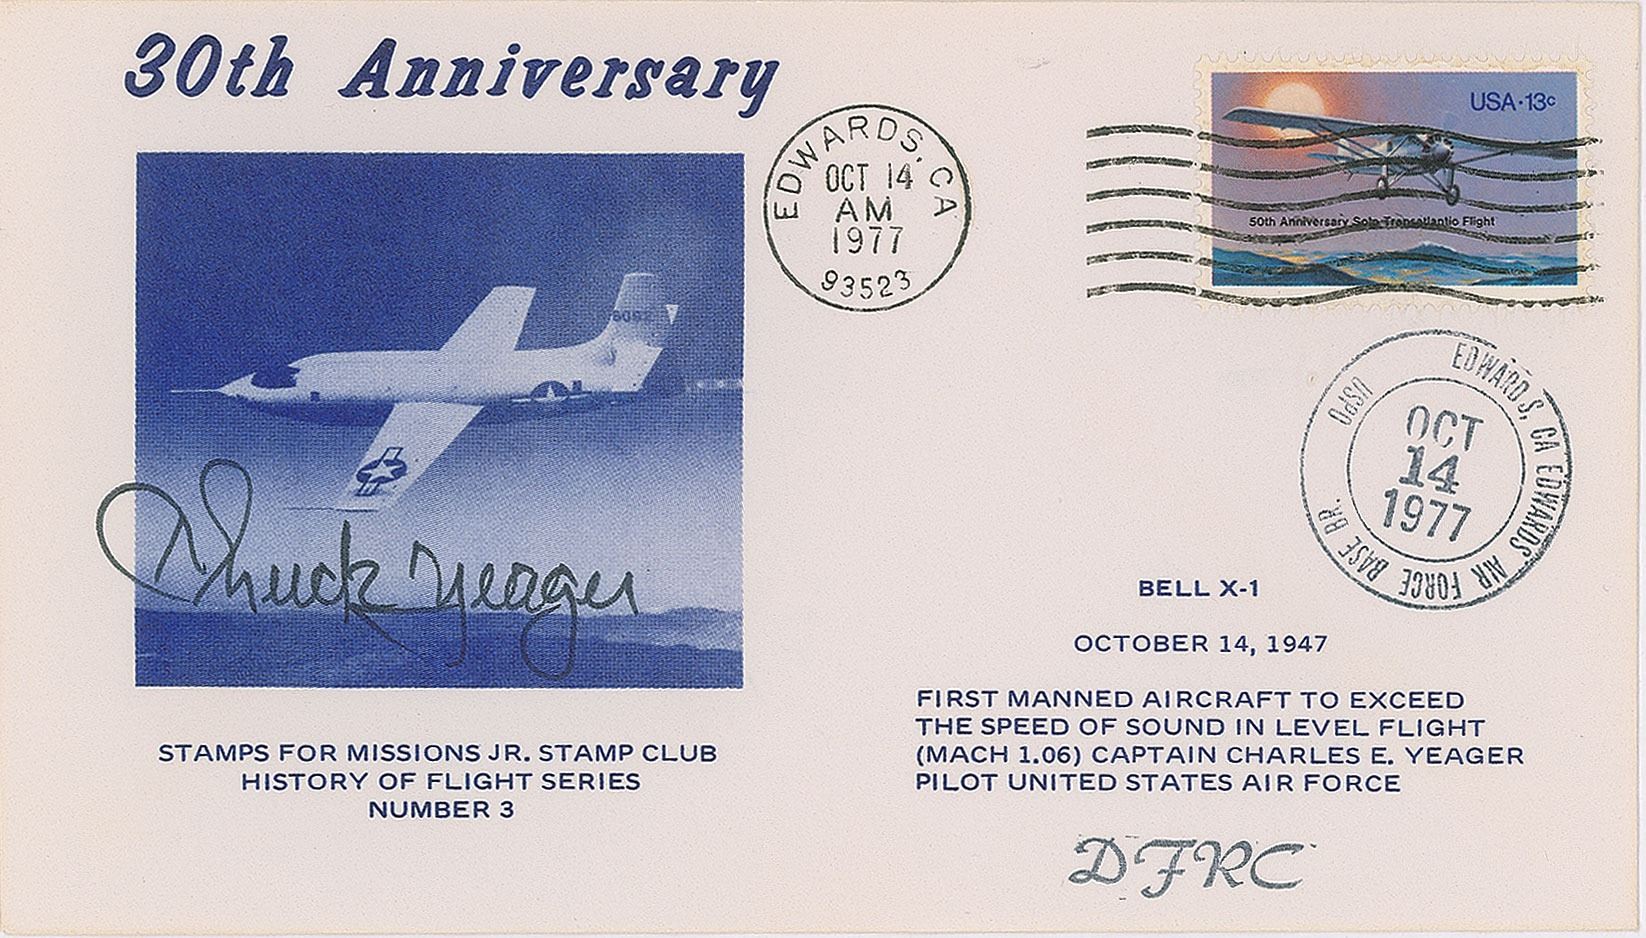 30th Anniversary
EDWARDS, CA
OCT 14
AM
1977
93523
USA·13c
50th Anniversary Solo Transatlantic Flight
6062
Chuck Yeager
USPO EDWARDS, CA EDWARDS AIR FORCE BASE BR.
OCT
14
1977
BELL X-1
OCTOBER 14, 1947
FIRST MANNED AIRCRAFT TO EXCEED
THE SPEED OF SOUND IN LEVEL FLIGHT
(MACH 1.06) CAPTAIN CHARLES E. YEAGER
PILOT UNITED STATES AIR FORCE
STAMPS FOR MISSIONS JR. STAMP CLUB
HISTORY OF FLIGHT SERIES
NUMBER 3
DFRC